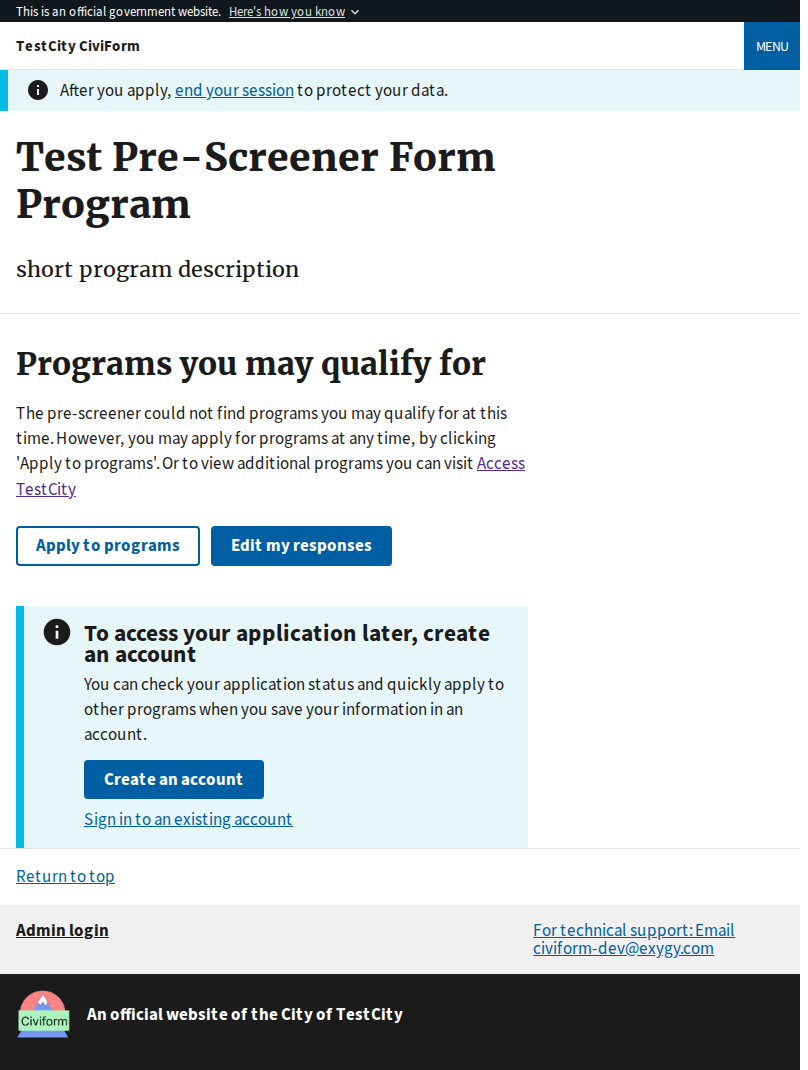 This is an official government website. Here's how you know
TestCity CiviForm
MENU
After you apply, end your session to protect your data.
Test Pre-Screener Form
Program
short program description
Programs you may qualify for
The pre-screener could not find programs you may qualify for at this
time. However, you may apply for programs at any time, by clicking
'Apply to programs'. Or to view additional programs you can visit Access
TestCity
Apply to programs
Edit my responses
To access your application later, create
an account
You can check your application status and quickly apply to
other programs when you save your information in an
account.
Create an account
Sign in to an existing account
Return to top
Admin login
For technical support: Email
civiform-dev@exygy.com
Civiform
An official website of the City of TestCity